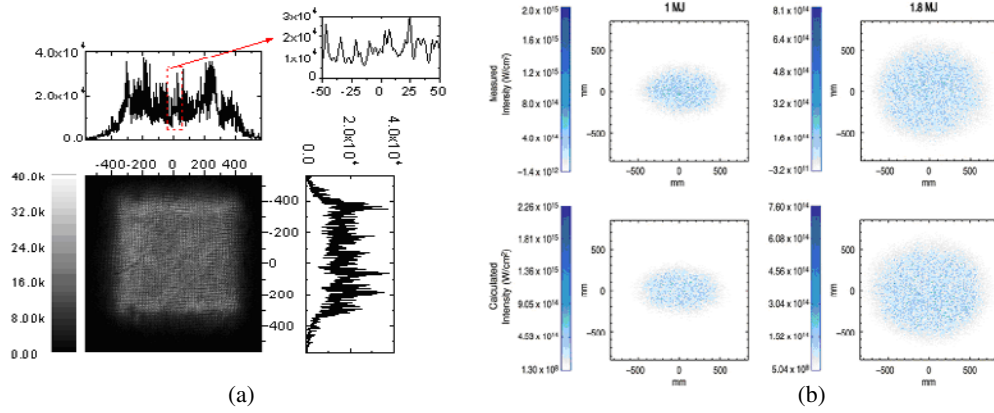 3x10⁴
2x10⁴
1x10⁴
0
-50 -25 0 25 50
4.0x10⁴
2.0x10⁴
0.0
-400 -200 0 200 400
40.0k
32.0k
24.0k
16.0k
8.00k
0.00
-400
-200
-0
-200
-400
0.0
2.0x10⁴
4.0x10⁴
(a)
1 MJ
1.8 MJ
Measured
Intensity (W/cm²)
2.0 x 10¹⁵
1.6 x 10¹⁵
1.2 x 10¹⁵
8.0 x 10¹⁴
4.0 x 10¹⁴
−1.4 x 10¹²
mm
500
0
−500
−500 0 500
mm
8.1 x 10¹⁴
6.4 x 10¹⁴
4.8 x 10¹⁴
3.2 x 10¹⁴
1.6 x 10¹⁴
−3.2 x 10¹¹
mm
500
0
−500
−500 0 500
mm
Calculated
Intensity (W/cm²)
2.26 x 10¹⁵
1.81 x 10¹⁵
1.36 x 10¹⁵
9.05 x 10¹⁴
4.53 x 10¹⁴
1.30 x 10⁹
mm
500
0
−500
−500 0 500
mm
7.60 x 10¹⁴
6.08 x 10¹⁴
4.56 x 10¹⁴
3.04 x 10¹⁴
1.52 x 10¹⁴
5.04 x 10⁸
mm
500
0
−500
−500 0 500
mm
(b)